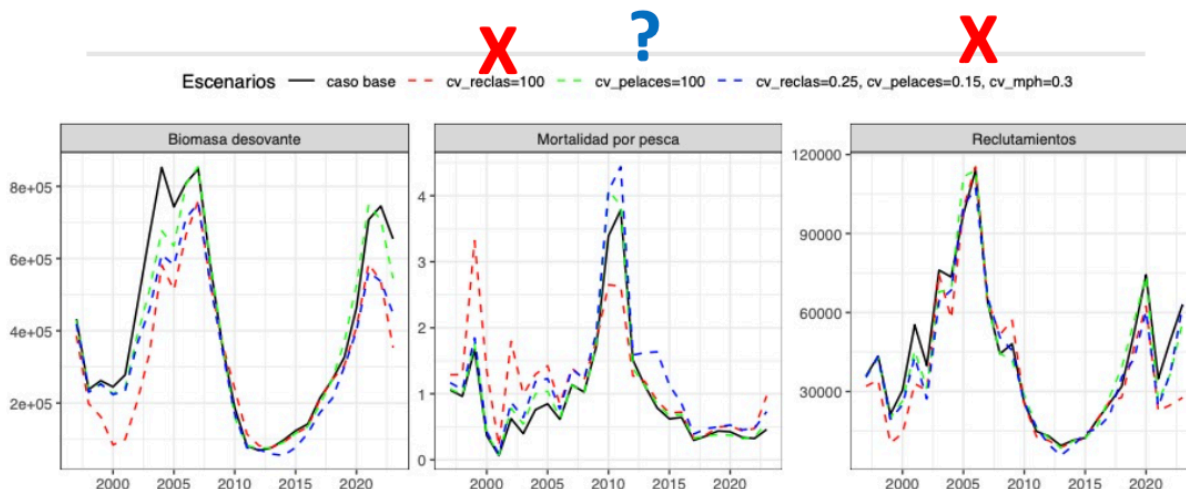 X ? X
Escenarios caso base cv_reclas=100 cv_pelaces=100 cv_reclas=0.25, cv_pelaces=0.15, cv_mph=0.3
Biomasa desovante Mortalidad por pesca Reclutamientos
8e+05
6e+05
4e+05
2e+05
2000 2005 2010 2015 2020
4
3
2
1
0
2000 2005 2010 2015 2020
120000
90000
60000
30000
2000 2005 2010 2015 2020